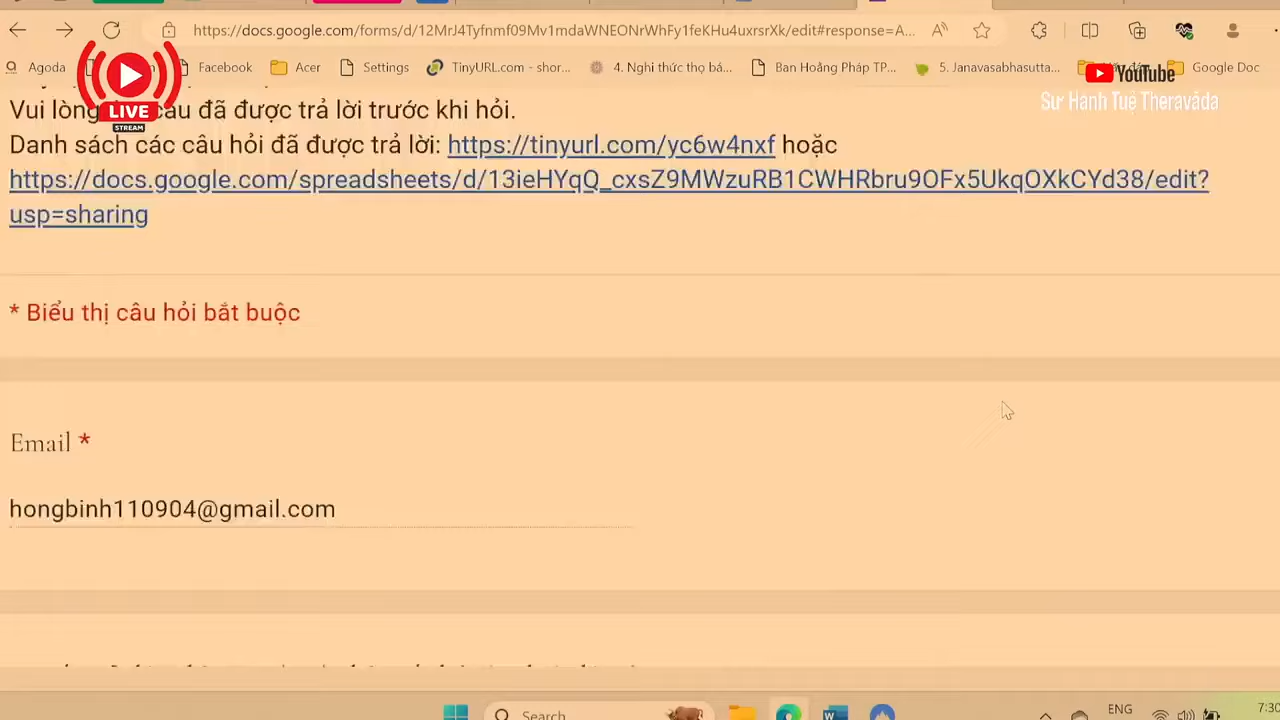 https://docs.google.com/forms/d/12MrJ4Tyfnmf09Mv1mdaWNEONrWhFy1feKHu4uxrsrXk/edit#response=A...
Agoda
Facebook
Acer
Settings
TinyURL.com - shor...
4. Nghi thức thọ bá...
Ban Hoằng Pháp TP...
5. Janavasabhasutta...
Google Doc
LIVE
STREAM
YouTube
Sư Hạnh Tuệ Theravāda
Vui lòng câu đã được trả lời trước khi hỏi.
Danh sách các câu hỏi đã được trả lời: https://tinyurl.com/yc6w4nxf hoặc
https://docs.google.com/spreadsheets/d/13ieHYqQ_cxsZ9MWzuRB1CWHRbru9OFx5UkqOXkCYd38/edit?
usp=sharing
* Biểu thị câu hỏi bắt buộc
Email *
hongbinh110904@gmail.com
Search
ENG
7:30